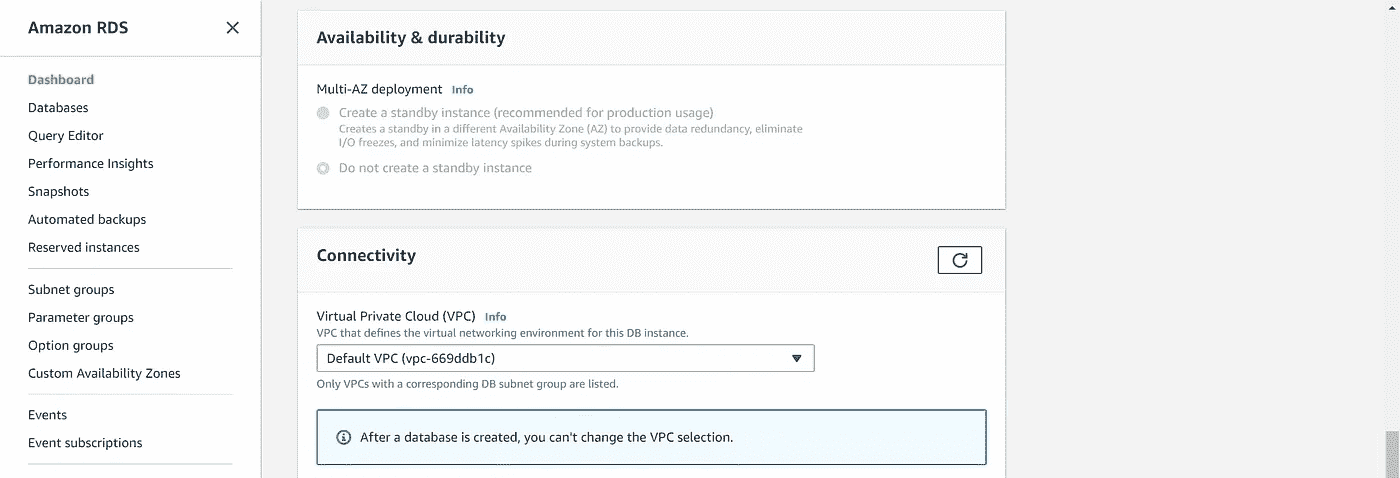 Amazon RDS
Dashboard
Databases
Query Editor
Performance Insights
Snapshots
Automated backups
Reserved instances
Subnet groups
Parameter groups
Option groups
Custom Availability Zones
Events
Event subscriptions
Availability & durability
Multi-AZ deployment Info
Create a standby instance (recommended for production usage)
Creates a standby in a different Availability Zone (AZ) to provide data redundancy, eliminate
I/O freezes, and minimize latency spikes during system backups.
Do not create a standby instance
Connectivity
Virtual Private Cloud (VPC) Info
VPC that defines the virtual networking environment for this DB instance.
Default VPC (vpc-669ddb1c)
Only VPCs with a corresponding DB subnet group are listed.
After a database is created, you can't change the VPC selection.